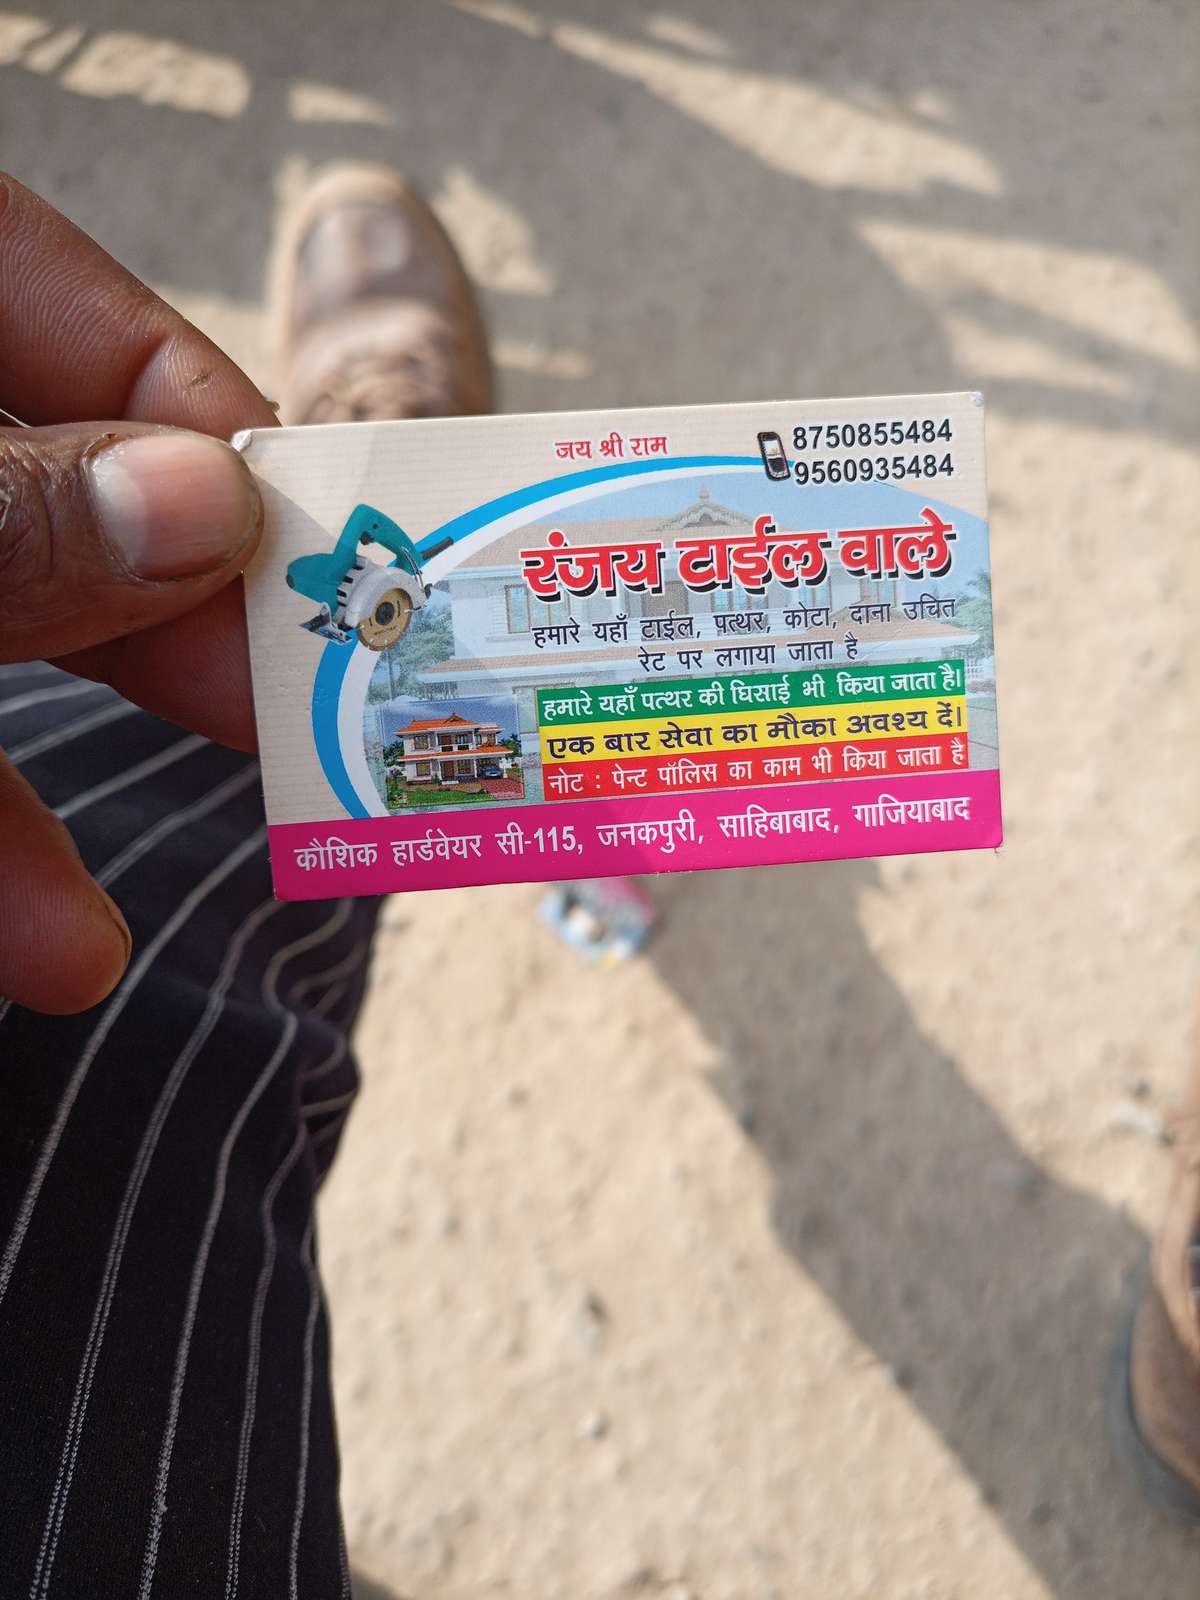 जय श्री राम
8750855484
9560935484
रंजय टाईल वाले
हमारे यहाँ टाईल, पत्थर, कोटा, दाना उचित
रेट पर लगाया जाता है
हमारे यहाँ पत्थर की घिसाई भी किया जाता है।
एक बार सेवा का मौका अवश्य दें।
नोट : पेन्ट पॉलिस का काम भी किया जाता है
कौशिक हार्डवेयर सी-115, जनकपुरी, साहिबाबाद, गाजियाबाद